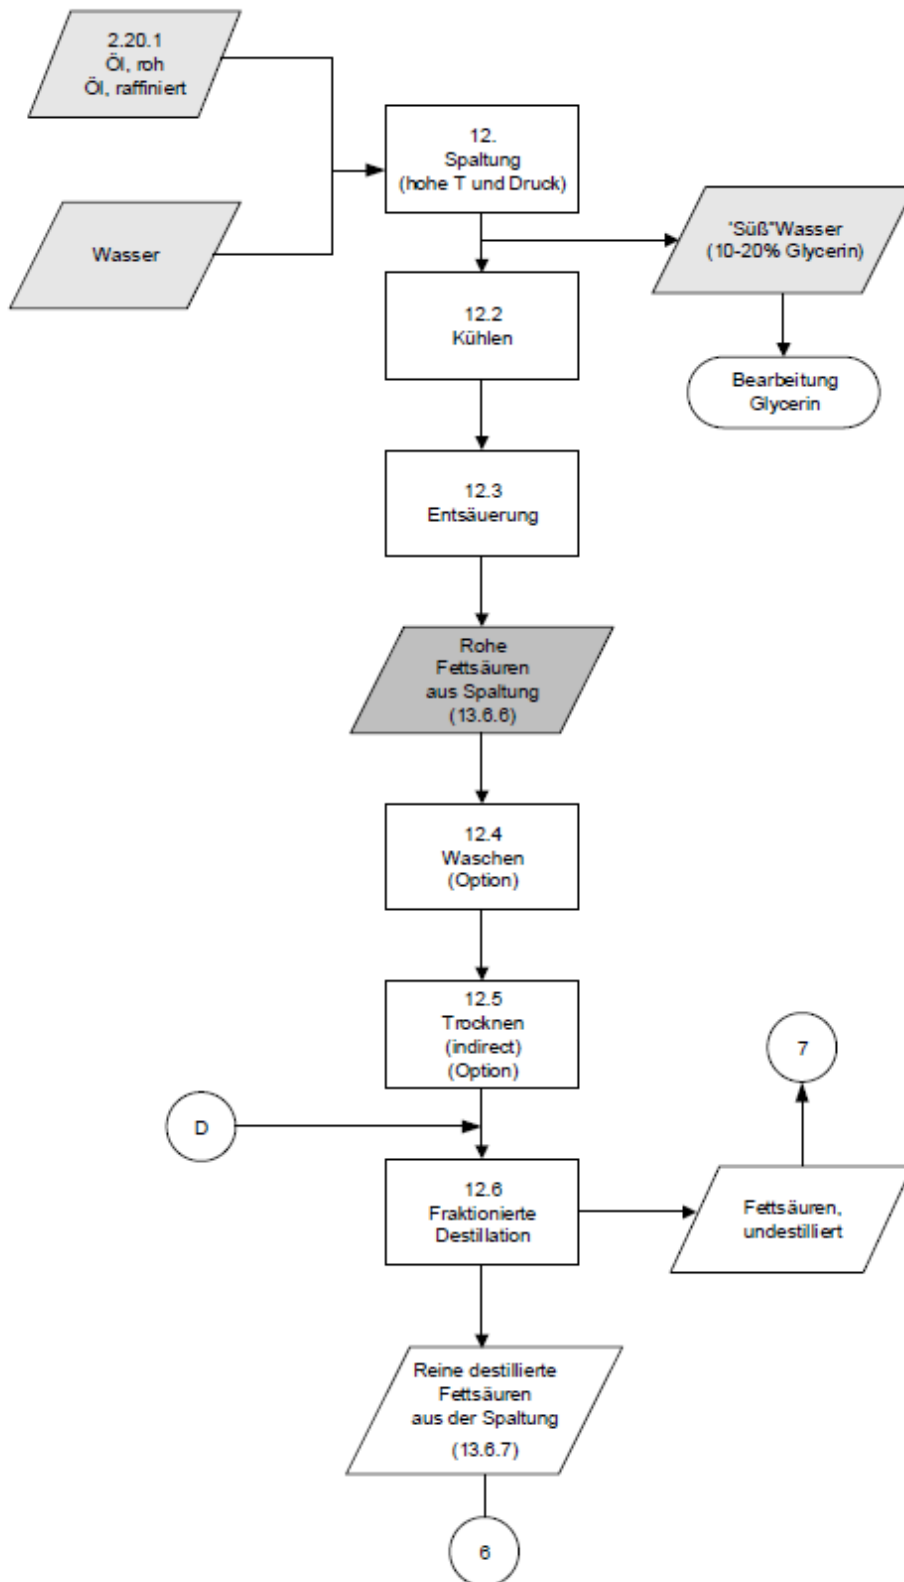 2.20.1
Öl, roh
Öl, raffiniert
12.
Spaltung
(hohe T und Druck)
Wasser
"Süß"Wasser
(10-20% Glycerin)
12.2
Kühlen
Bearbeitung
Glycerin
12.3
Entsäuerung
Rohe
Fettsäuren
aus Spaltung
(13.6.6)
12.4
Waschen
(Option)
12.5
Trocknen
(indirect)
(Option)
7
D
12.6
Fraktionierte
Destillation
Fettsäuren,
undestilliert
Reine destillierte
Fettsäuren
aus der Spaltung
(13.6.7)
6